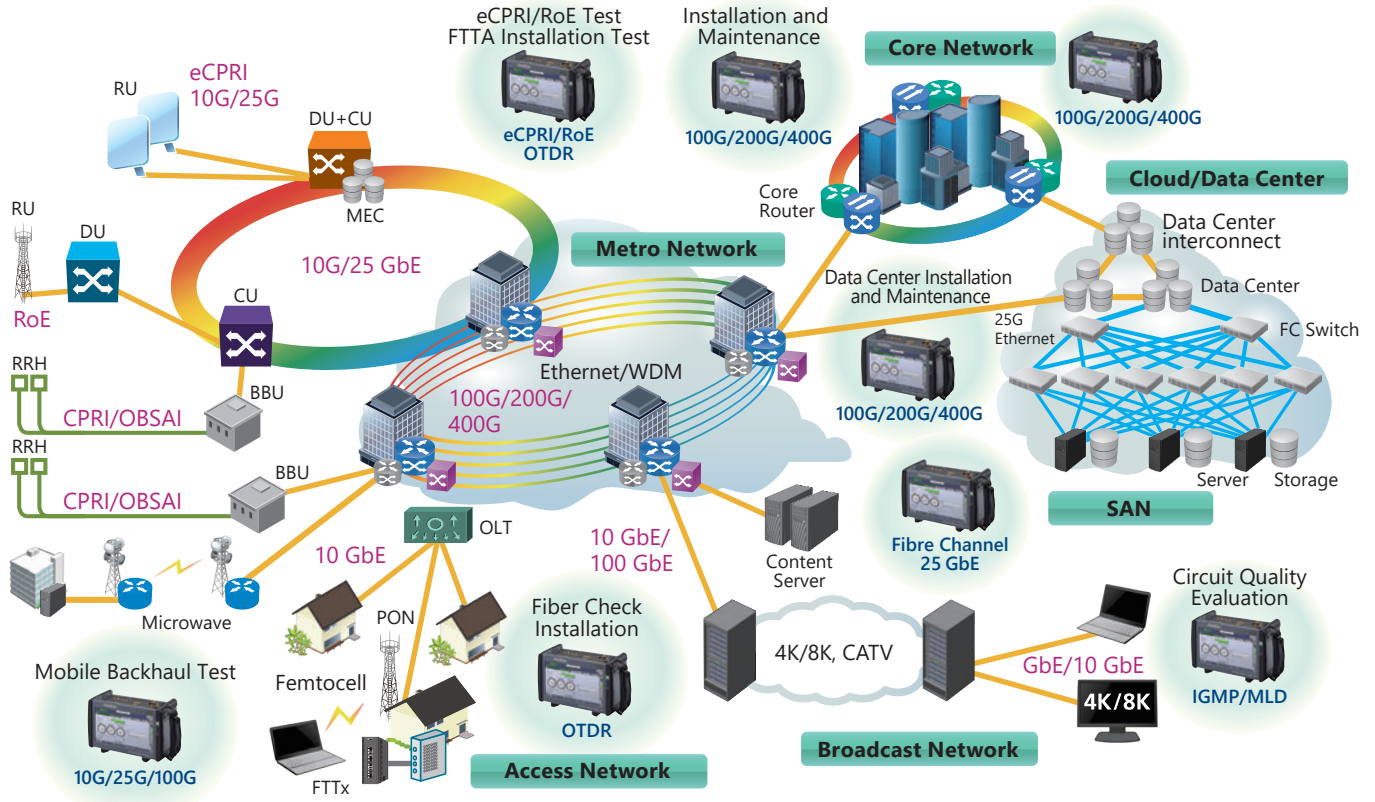 eCPRI/RoE Test
FTTA Installation Test
eCPRI/RoE
OTDR
Installation and
Maintenance
100G/200G/400G
Core Network
100G/200G/400G
RU
eCPRI
10G/25G
DU+CU
MEC
Core
Router
Cloud/Data Center
RU
DU
RoE
10G/25 GbE
CU
Metro Network
Data Center
interconnect
Data Center Installation
and Maintenance
100G/200G/400G
Data Center
25G
Ethernet
FC Switch
Ethernet/WDM
100G/200G/
400G
RRH
CPRI/OBSAI
BBU
RRH
CPRI/OBSAI
BBU
Server
Storage
SAN
Fibre Channel
25 GbE
OLT
10 GbE
10 GbE/
100 GbE
Content
Server
Microwave
Mobile Backhaul Test
10G/25G/100G
PON
Femtocell
FTTx
Fiber Check
Installation
OTDR
Access Network
4K/8K, CATV
Broadcast Network
GbE/10 GbE
4K/8K
Circuit Quality
Evaluation
IGMP/MLD